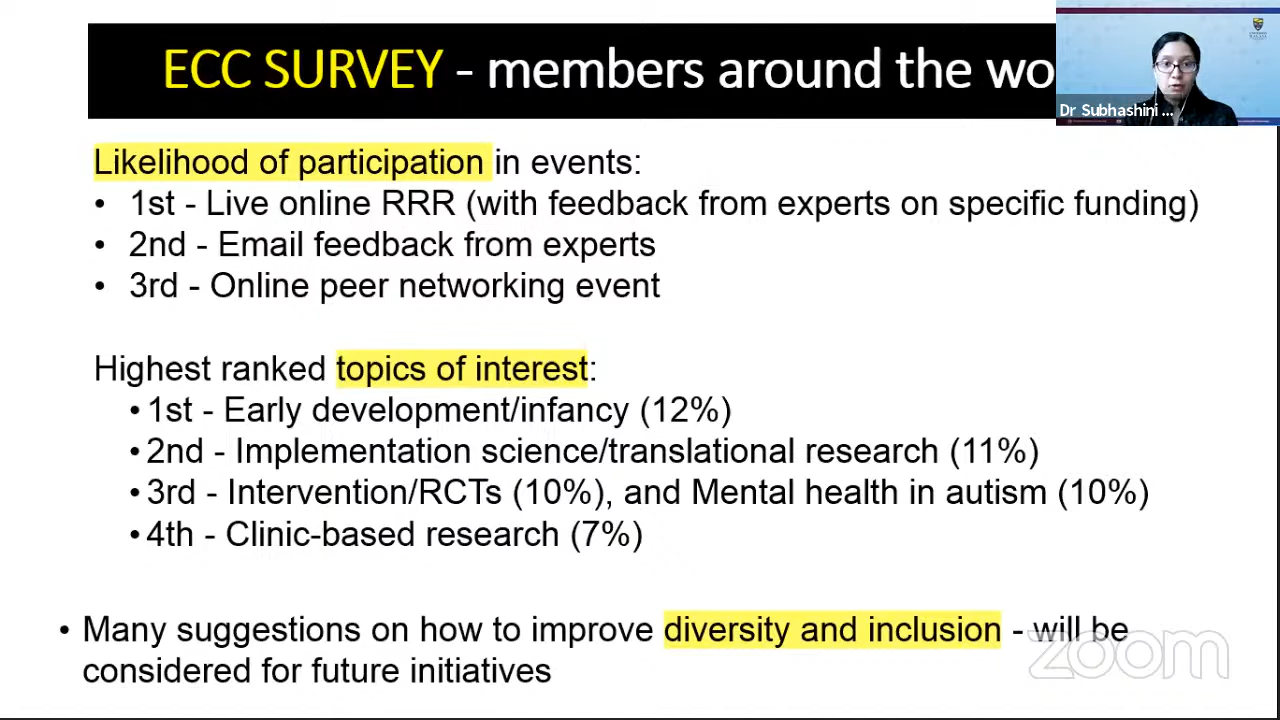 ECC SURVEY - members around the wo
Dr Subhashini ...
Likelihood of participation in events:
• 1st - Live online RRR (with feedback from experts on specific funding)
• 2nd - Email feedback from experts
• 3rd - Online peer networking event
Highest ranked topics of interest:
• 1st - Early development/infancy (12%)
• 2nd - Implementation science/translational research (11%)
• 3rd - Intervention/RCTs (10%), and Mental health in autism (10%)
• 4th - Clinic-based research (7%)
• Many suggestions on how to improve diversity and inclusion - will be
considered for future initiatives
zoom